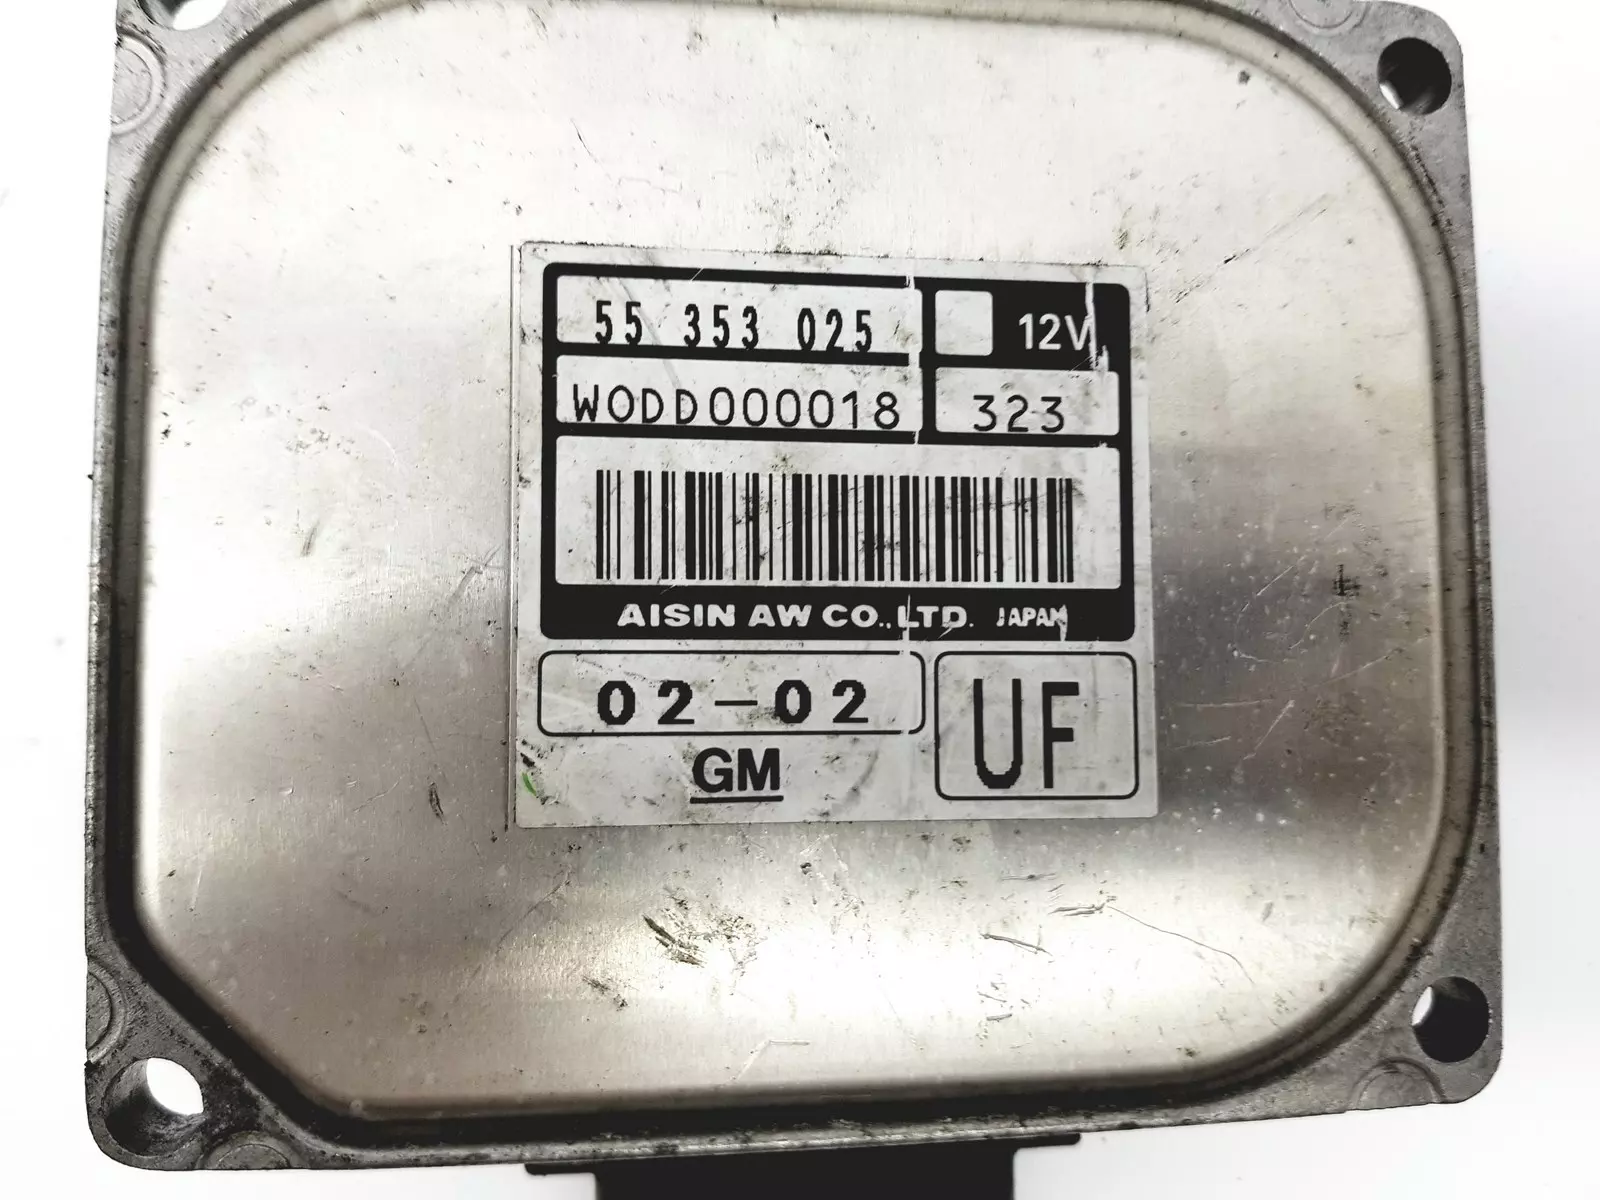 55 353 025
12V
WODD000018
323
AISIN AW CO.,LTD. JAPAN
02-02
UF
GM